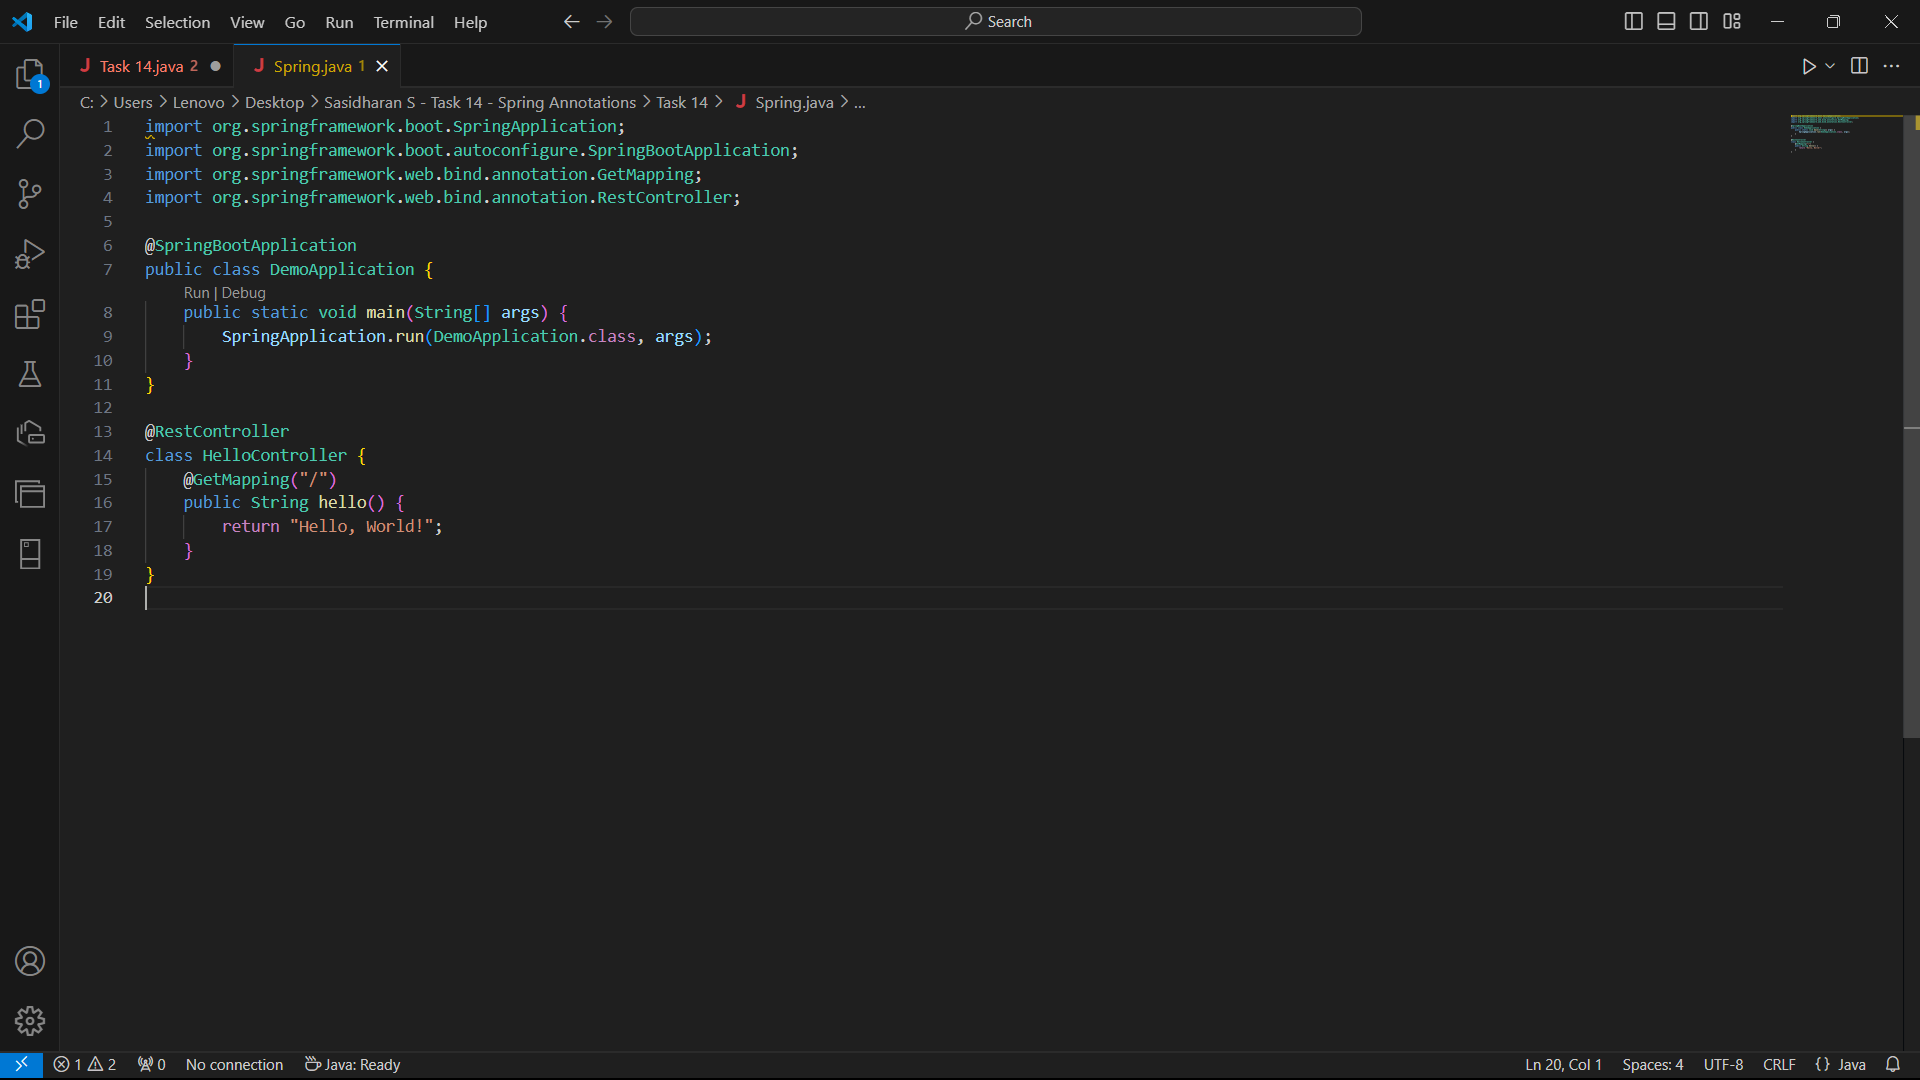 File Edit Selection View Go Run Terminal Help Search
1 J Task 14.java 2 J Spring.java 1
C: > Users > Lenovo > Desktop > Sasidharan S - Task 14 - Spring Annotations > Task 14 > J Spring.java > ...
1 import org.springframework.boot.SpringApplication;
2 import org.springframework.boot.autoconfigure.SpringBootApplication;
3 import org.springframework.web.bind.annotation.GetMapping;
4 import org.springframework.web.bind.annotation.RestController;
5
6 @SpringBootApplication
7 public class DemoApplication {
Run | Debug
8 public static void main(String[] args) {
9 SpringApplication.run(DemoApplication.class, args);
10 }
11 }
12
13 @RestController
14 class HelloController {
15 @GetMapping("/")
16 public String hello() {
17 return "Hello, World!";
18 }
19 }
20
1 2 0 No connection Java: Ready Ln 20, Col 1 Spaces: 4 UTF-8 CRLF {} Java